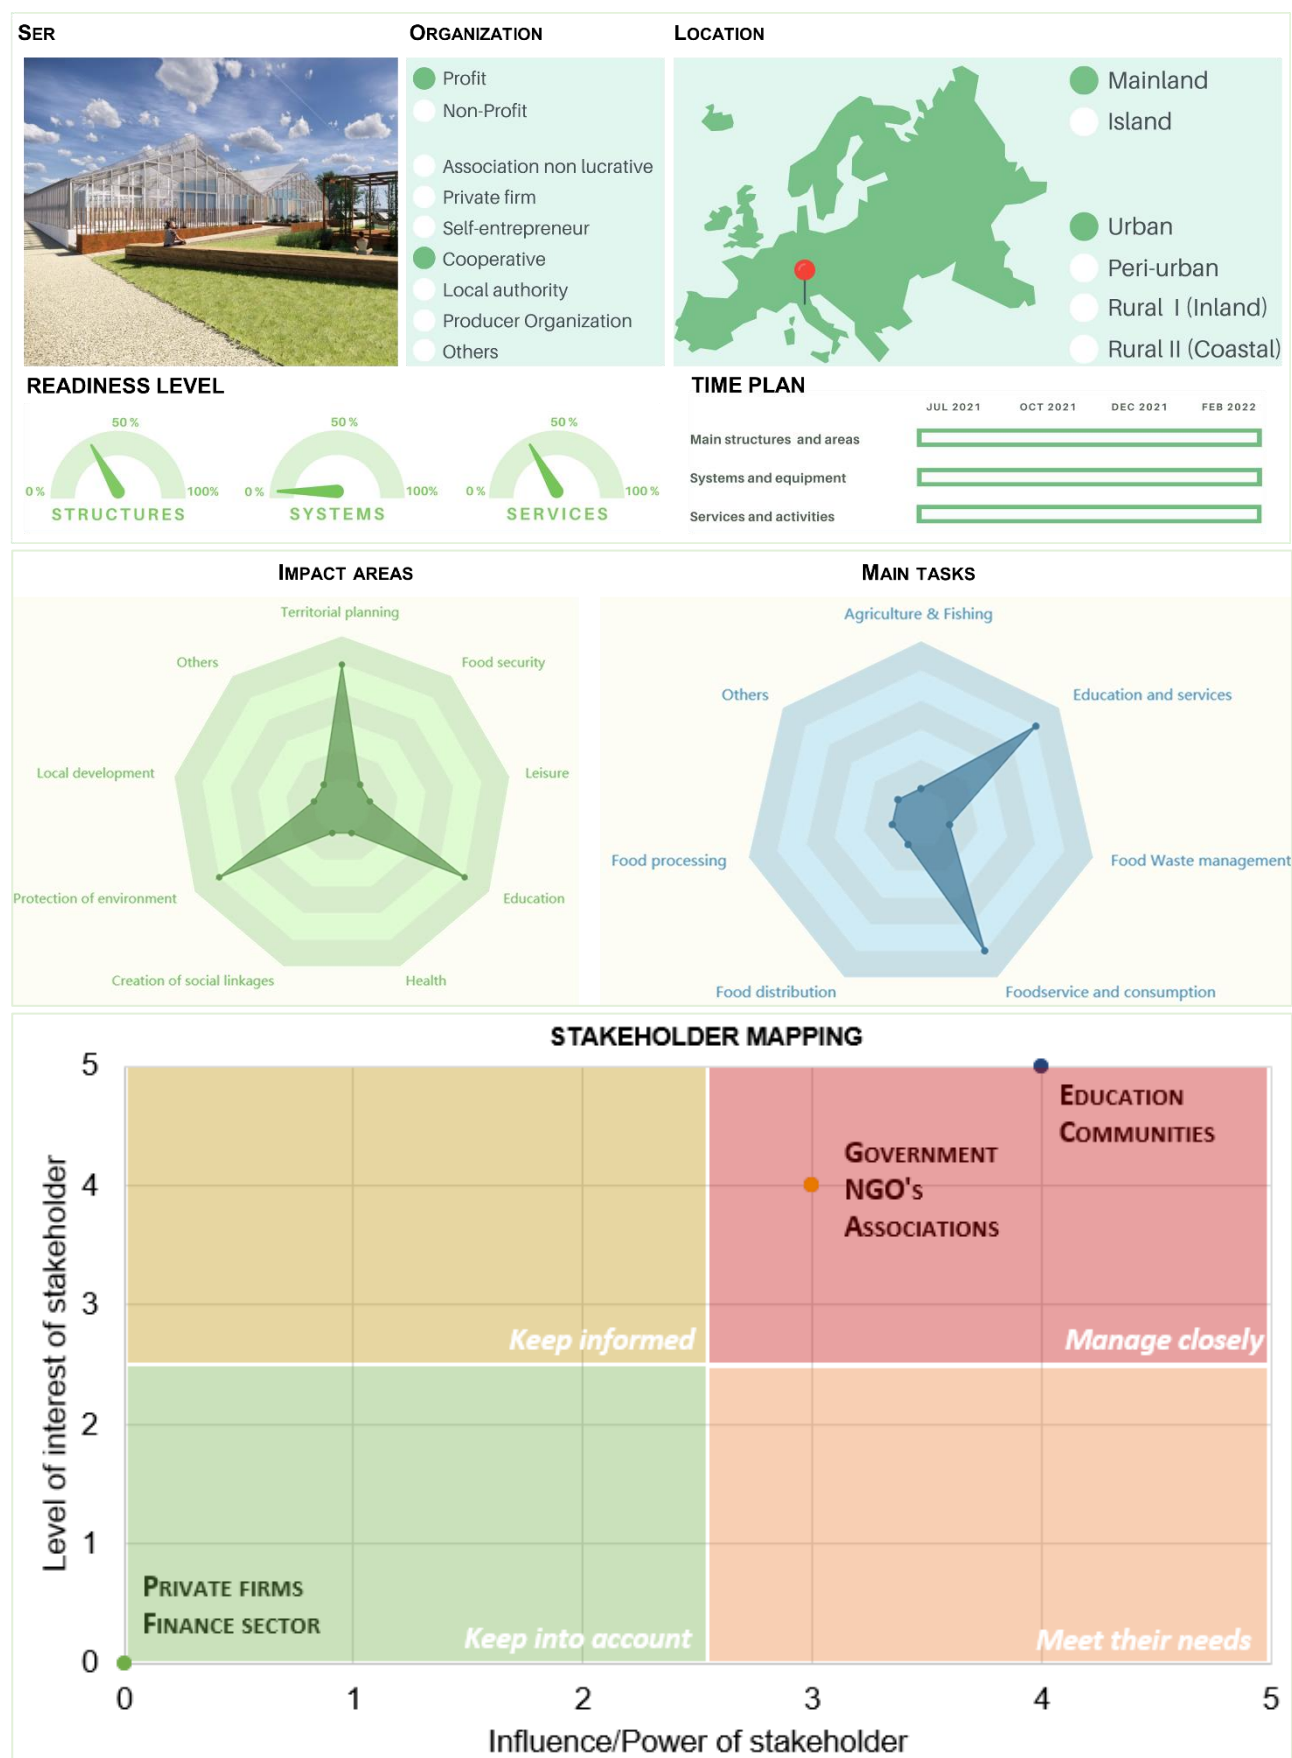 SER
ORGANIZATION
LOCATION
Profit
Non-Profit
Association non lucrative
Private firm
Self-entrepreneur
Cooperative
Local authority
Producer Organization
Others
Mainland
Island
Urban
Peri-urban
Rural I (Inland)
Rural II (Coastal)
READINESS LEVEL
50 %
0 %
100%
STRUCTURES
50 %
0 %
100%
SYSTEMS
50 %
0 %
100 %
SERVICES
TIME PLAN
JUL 2021 OCT 2021 DEC 2021 FEB 2022
Main structures and areas
Systems and equipment
Services and activities
IMPACT AREAS
Territorial planning
Others
Food security
Local development
Leisure
Protection of environment
Education
Creation of social linkages
Health
MAIN TASKS
Agriculture & Fishing
Others
Education and services
Food processing
Food Waste management
Food distribution
Foodservice and consumption
STAKEHOLDER MAPPING
Level of interest of stakeholder
5
4
3
2
1
0
EDUCATION
COMMUNITIES
GOVERNMENT
NGO'S
ASSOCIATIONS
Keep informed
Manage closely
PRIVATE FIRMS
FINANCE SECTOR
Keep into account
Meet their needs
0 1 2 3 4 5
Influence/Power of stakeholder